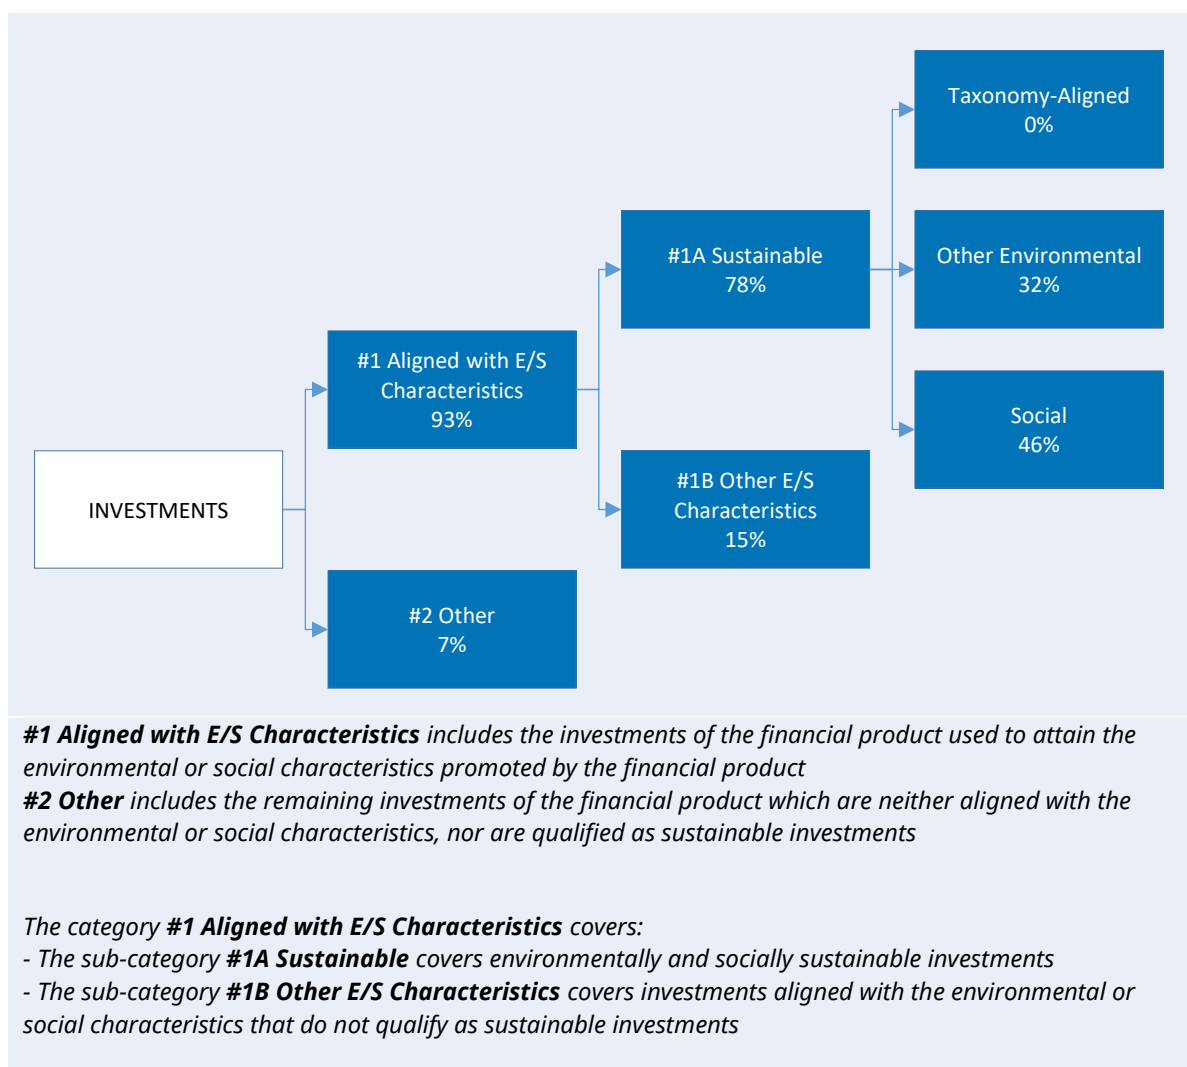 Taxonomy-Aligned
0%
#1A Sustainable
78%
Other Environmental
32%
#1 Aligned with E/S
Characteristics
93%
Social
46%
INVESTMENTS
#1B Other E/S
Characteristics
15%
#2 Other
7%
#1 Aligned with E/S Characteristics includes the investments of the financial product used to attain the
environmental or social characteristics promoted by the financial product
#2 Other includes the remaining investments of the financial product which are neither aligned with the
environmental or social characteristics, nor are qualified as sustainable investments
The category #1 Aligned with E/S Characteristics covers:
- The sub-category #1A Sustainable covers environmentally and socially sustainable investments
- The sub-category #1B Other E/S Characteristics covers investments aligned with the environmental or
social characteristics that do not qualify as sustainable investments